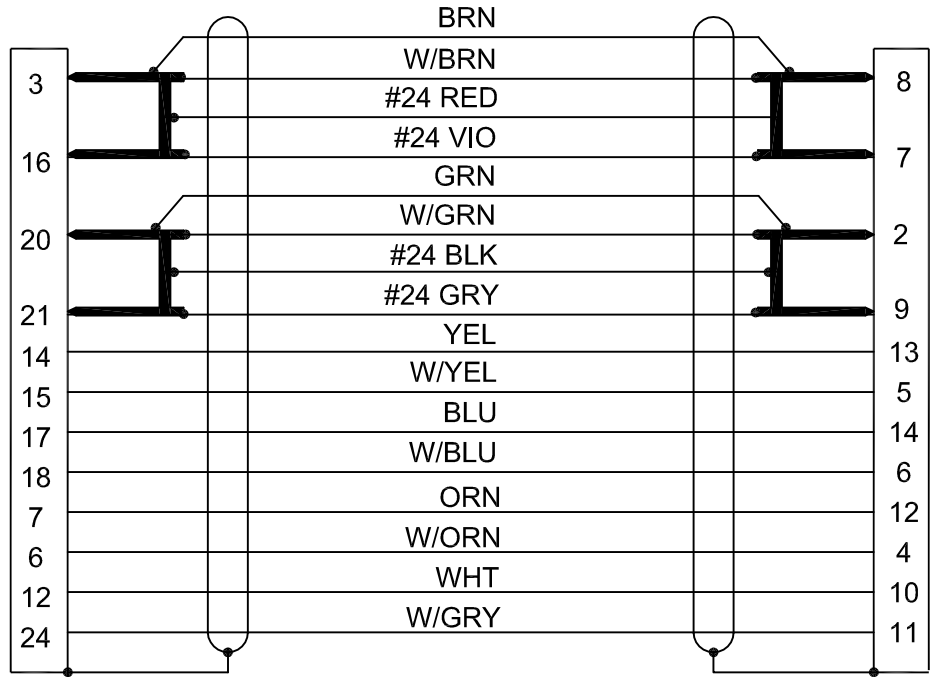 BRN
3 W/BRN 8
#24 RED
16 #24 VIO 7
GRN
20 W/GRN 2
#24 BLK
21 #24 GRY 9
14 YEL 13
15 W/YEL 5
17 BLU 14
18 W/BLU 6
7 ORN 12
6 W/ORN 4
12 WHT 10
24 W/GRY 11